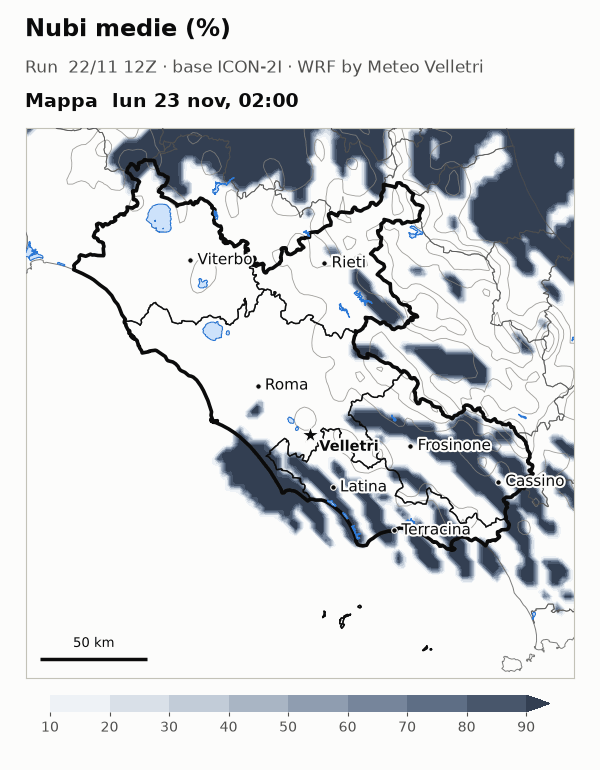 Nubi medie (%)
Run  22/11 12Z · base ICON-2I · WRF by Meteo Velletri
Mappa  lun 23 nov, 02:00
Viterbo
Rieti
Roma
Velletri
Frosinone
Cassino
Latina
Terracina
50 km
10 20 30 40 50 60 70 80 90